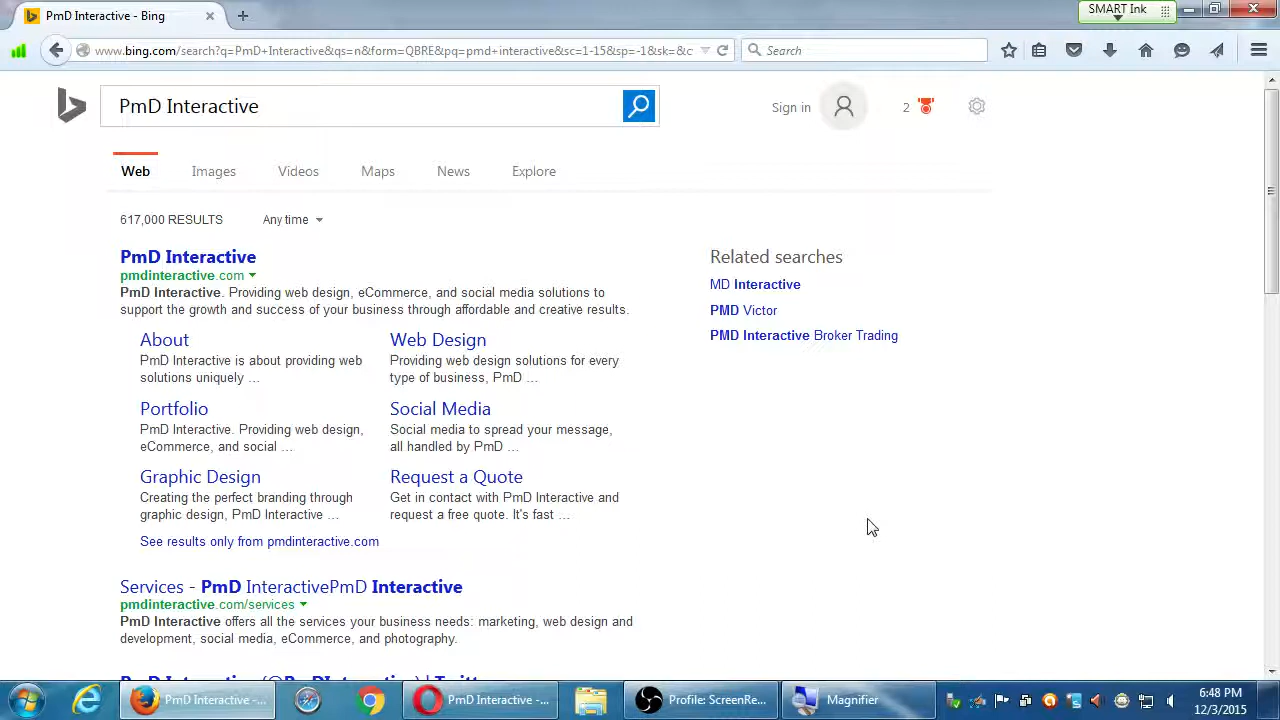 PmD Interactive - Bing
SMART Ink
www.bing.com/search?q=PmD+Interactive&qs=n&form=QBRE&pq=pmd+interactive&sc=1-15&sp=-1&sk=&c
Search
PmD Interactive
Sign in
2
Web Images Videos Maps News Explore
617,000 RESULTS Any time
PmD Interactive
pmdinteractive.com
PmD Interactive. Providing web design, eCommerce, and social media solutions to
support the growth and success of your business through affordable and creative results.
About
PmD Interactive is about providing web
solutions uniquely ...
Web Design
Providing web design solutions for every
type of business, PmD ...
Portfolio
PmD Interactive. Providing web design,
eCommerce, and social ...
Social Media
Social media to spread your message,
all handled by PmD ...
Graphic Design
Creating the perfect branding through
graphic design, PmD Interactive ...
Request a Quote
Get in contact with PmD Interactive and
request a free quote. It's fast ...
See results only from pmdinteractive.com
Services - PmD InteractivePmD Interactive
pmdinteractive.com/services
PmD Interactive offers all the services your business needs: marketing, web design and
development, social media, eCommerce, and photography.
PmD Interactive (@PmDInteractive) | Twitt
Related searches
MD Interactive
PMD Victor
PMD Interactive Broker Trading
PmD Interactive -...
PmD Interactive -...
Profile: ScreenRe...
Magnifier
6:48 PM
12/3/2015